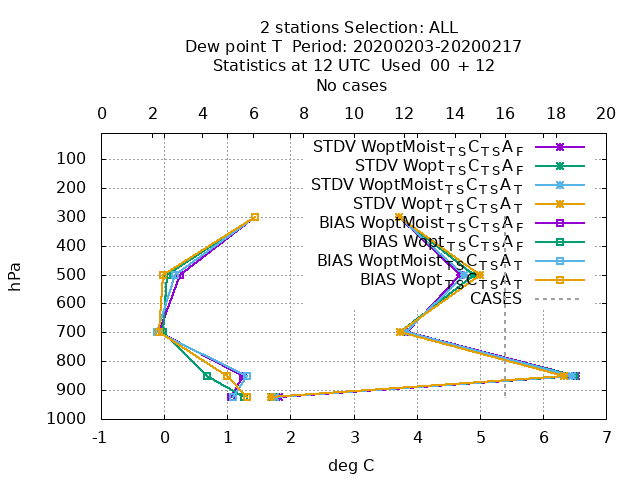 2 stations Selection: ALL
Dew point T  Period: 20200203-20200217
Statistics at 12 UTC  Used  00 + 12
No cases
0 2 4 6 8 10 12 14 16 18 20
STDV WoptMoistTSCTSAF
STDV WoptTSCTSAF
STDV WoptMoistTSCTSAT
STDV WoptTSCTSAT
BIAS WoptMoistTSCTSAF
BIAS WoptTSCTSAF
BIAS WoptMoistTSCTSAT
BIAS WoptTSCTSAT
CASES
100
200
300
400
500
600
700
800
900
1000
hPa
-1 0 1 2 3 4 5 6 7
deg C